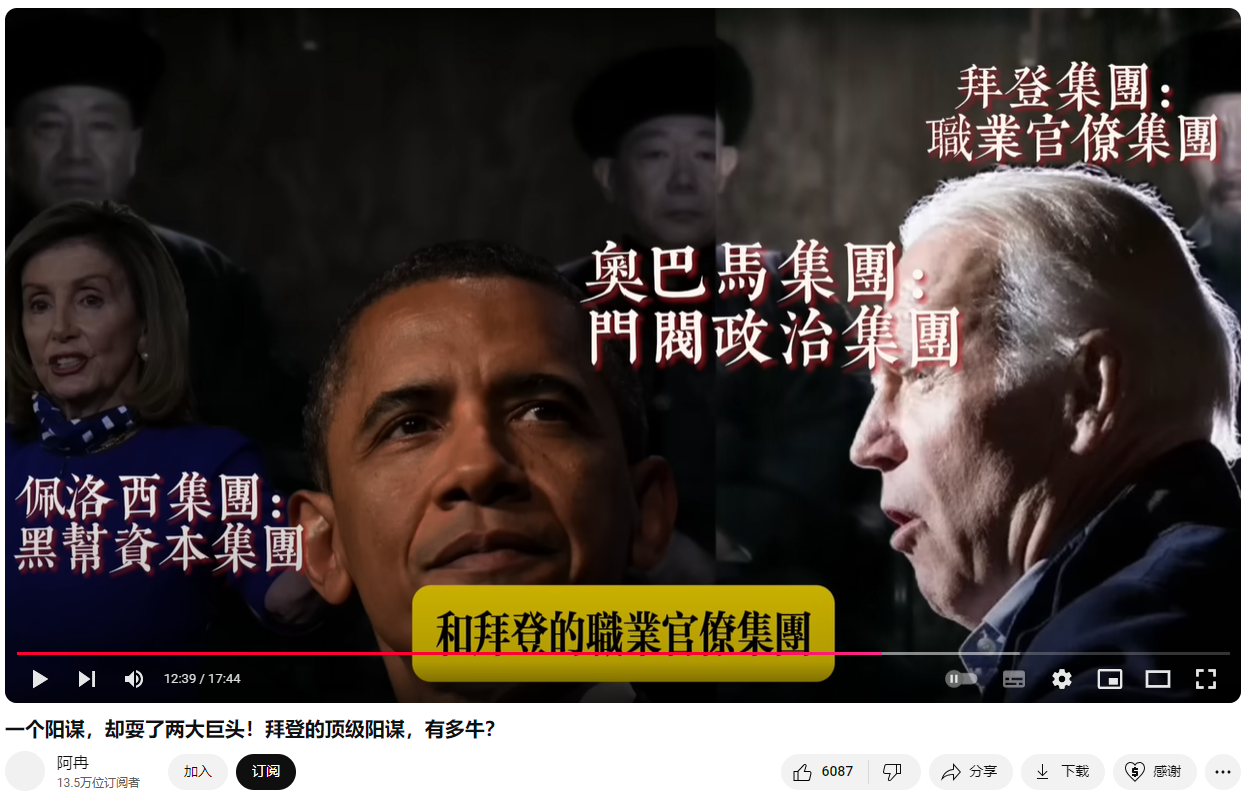 拜登集團：
職業官僚集團
奧巴馬集團：
門閥政治集團
佩洛西集團：
黑幫資本集團
和拜登的職業官僚集團
12:39 / 17:44
一个阳谋，却耍了两大巨头！拜登的顶级阳谋，有多牛？
阿冉
13.5万位订阅者
加入
订阅
6087
分享
下载
感谢